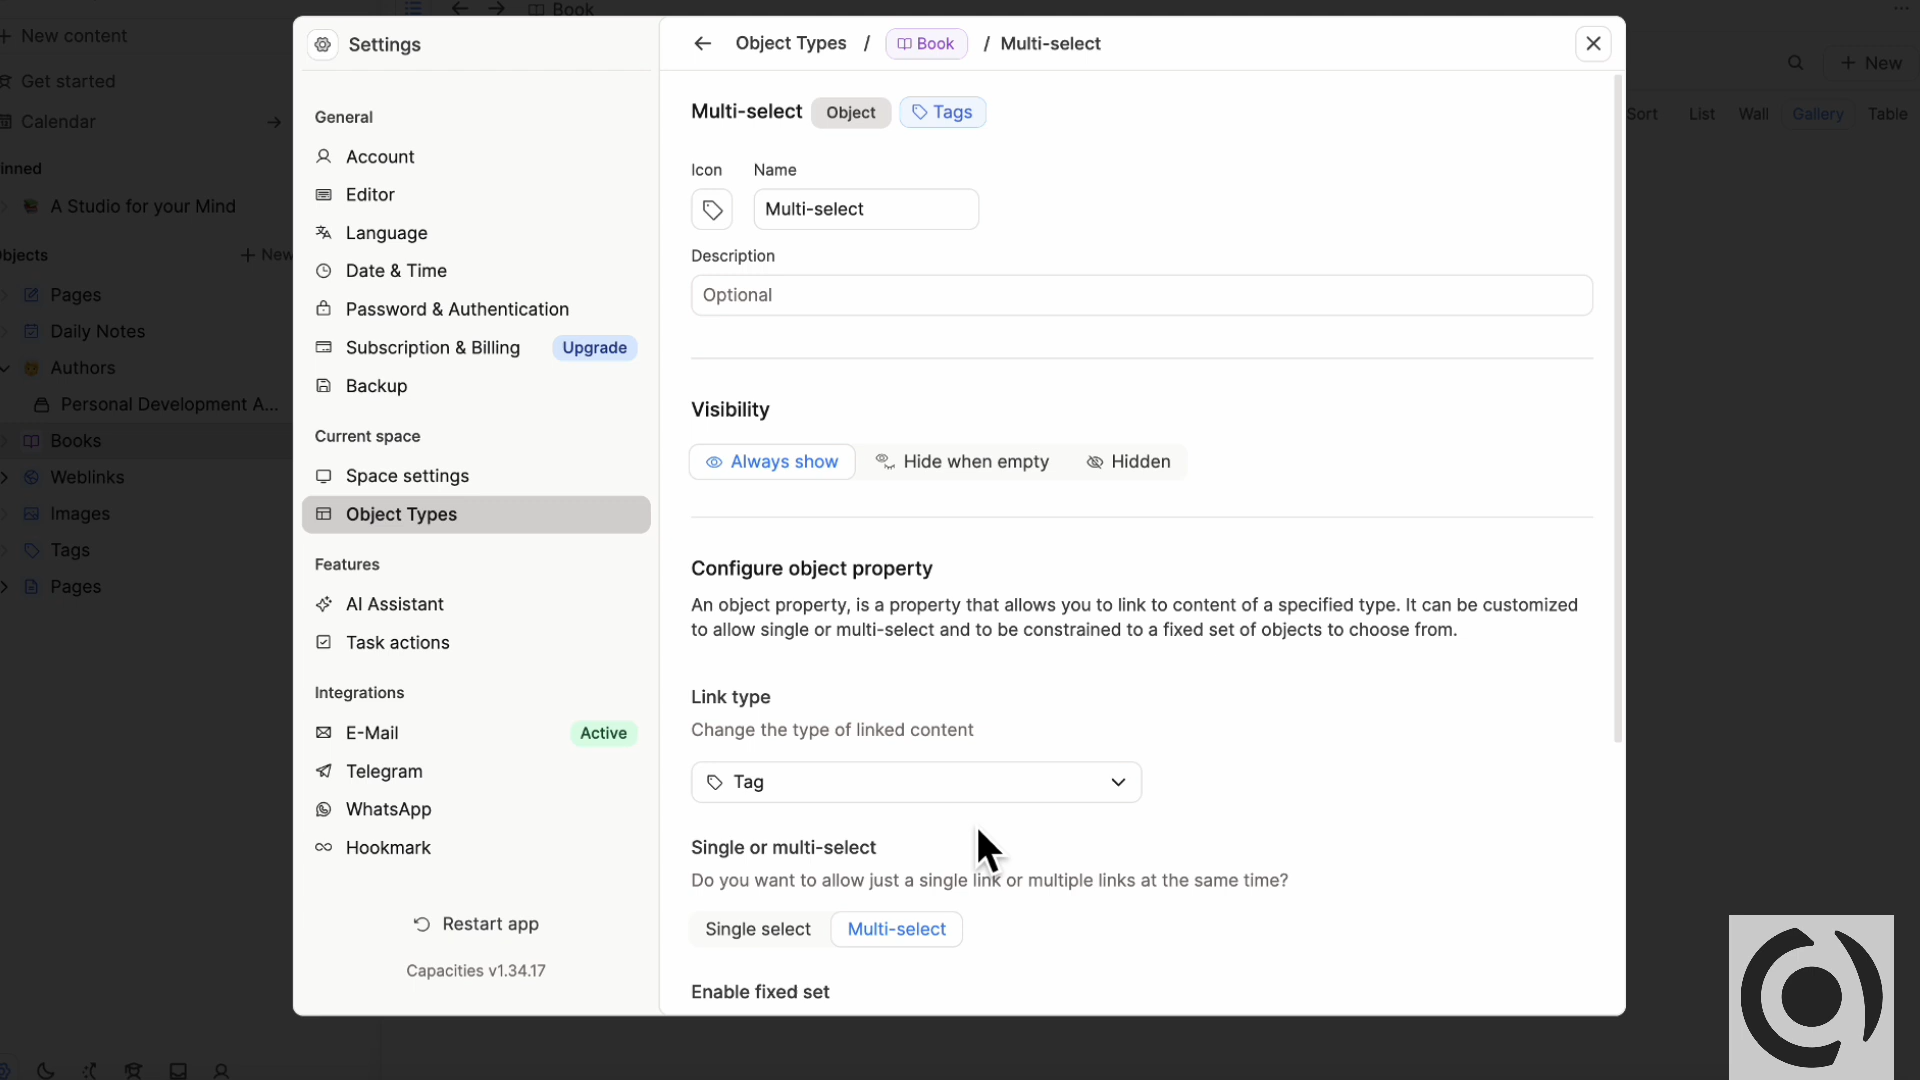 Book
New content
Get started
Calendar
inned
A Studio for your Mind
bjects
New
Pages
Daily Notes
Authors
Personal Development A...
Books
Weblinks
Images
Tags
Pages
Settings
General
Account
Editor
Language
Date & Time
Password & Authentication
Subscription & Billing Upgrade
Backup
Current space
Space settings
Object Types
Features
AI Assistant
Task actions
Integrations
E-Mail Active
Telegram
WhatsApp
Hookmark
Restart app
Capacities v1.34.17
Object Types / Book / Multi-select
Multi-select Object Tags
Icon Name
Multi-select
Description
Optional
Visibility
Always show Hide when empty Hidden
Configure object property
An object property, is a property that allows you to link to content of a specified type. It can be customized
to allow single or multi-select and to be constrained to a fixed set of objects to choose from.
Link type
Change the type of linked content
Tag
Single or multi-select
Do you want to allow just a single link or multiple links at the same time?
Single select Multi-select
Enable fixed set
New
Sort List Wall Gallery Table